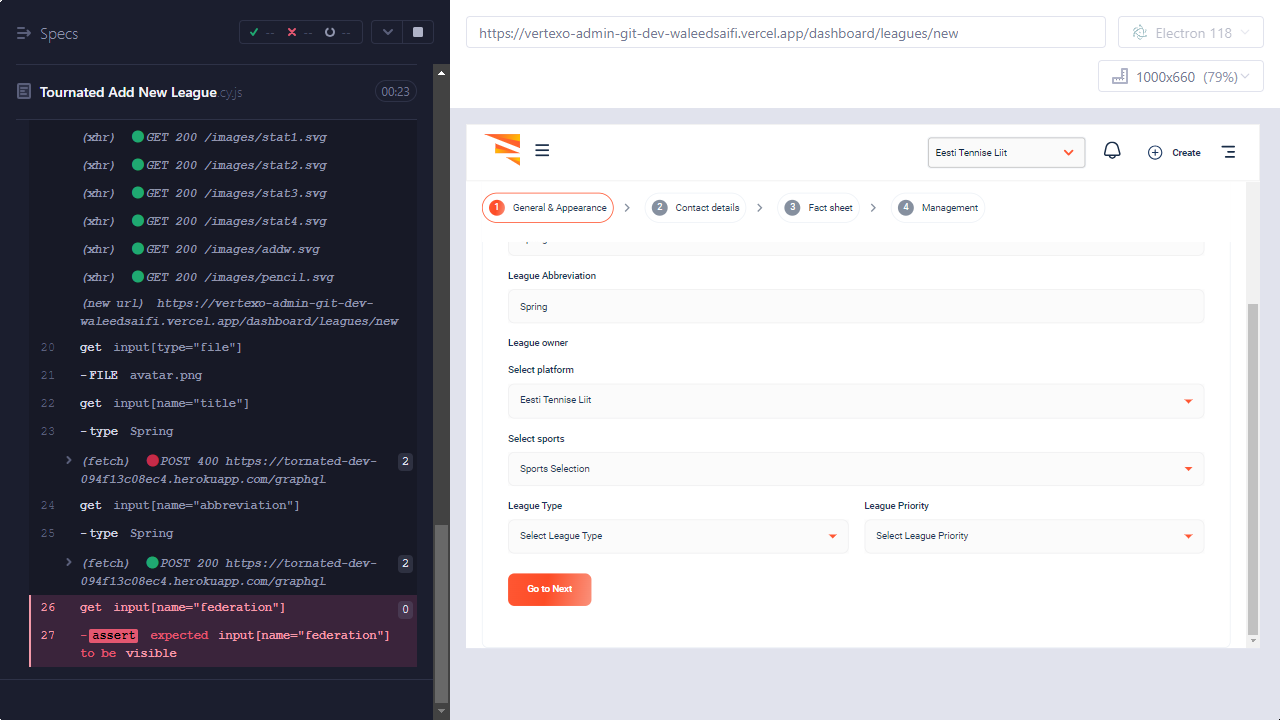 Specs
-- -- --
Tournated Add New League.cy.js
00:23
(xhr) GET 200 /images/stat1.svg
(xhr) GET 200 /images/stat2.svg
(xhr) GET 200 /images/stat3.svg
(xhr) GET 200 /images/stat4.svg
(xhr) GET 200 /images/addw.svg
(xhr) GET 200 /images/pencil.svg
(new url) https://vertexo-admin-git-dev-
waleedsaifi.vercel.app/dashboard/leagues/new
20 get input[type="file"]
21 -FILE avatar.png
22 get input[name="title"]
23 -type Spring
(fetch) POST 400 https://tornated-dev- 2
094f13c08ec4.herokuapp.com/graphql
24 get input[name="abbreviation"]
25 -type Spring
(fetch) POST 200 https://tornated-dev- 2
094f13c08ec4.herokuapp.com/graphql
26 get input[name="federation"] 0
27 -assert expected input[name="federation"]
to be visible
https://vertexo-admin-git-dev-waleedsaifi.vercel.app/dashboard/leagues/new
Electron 118
1000x660 (79%)
Eesti Tennise Liit
Create
1 General & Appearance
2 Contact details
3 Fact sheet
4 Management
League Abbreviation
Spring
League owner
Select platform
Eesti Tennise Liit
Select sports
Sports Selection
League Type
League Priority
Select League Type
Select League Priority
Go to Next